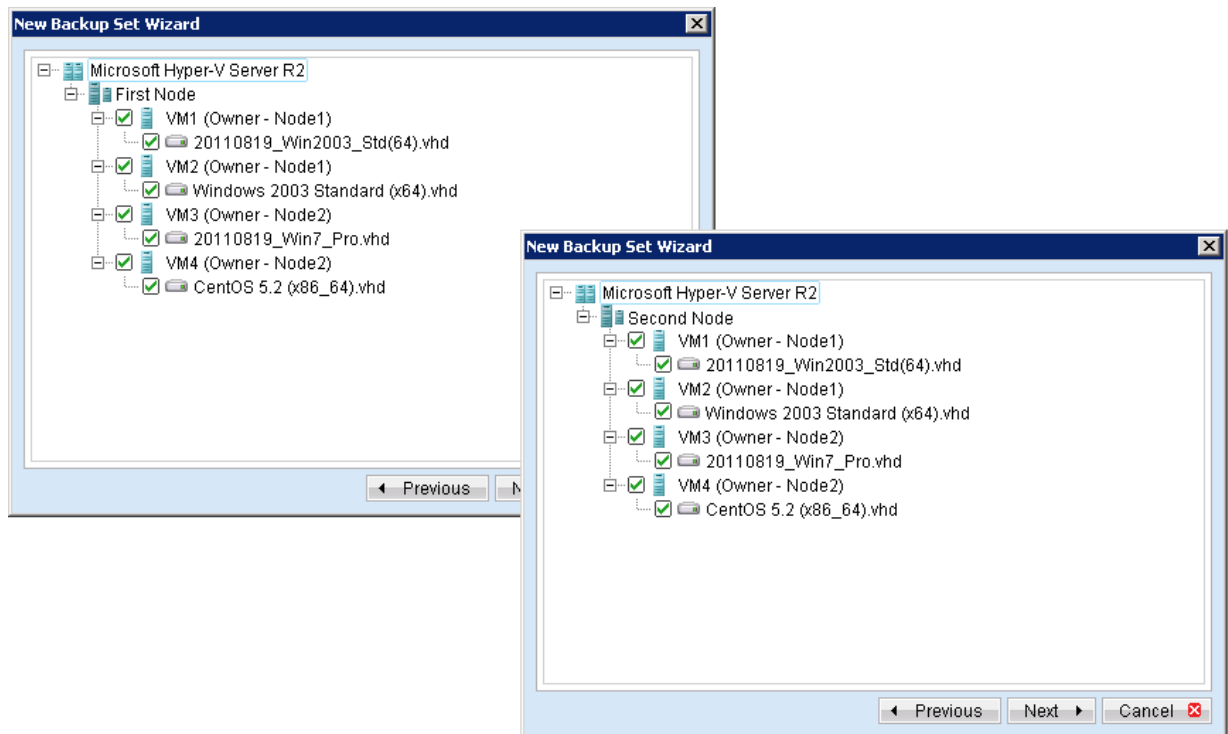 New Backup Set Wizard
Microsoft Hyper-V Server R2
First Node
VM1 (Owner - Node1)
20110819_Win2003_Std(64).vhd
VM2 (Owner - Node1)
Windows 2003 Standard (x64).vhd
VM3 (Owner - Node2)
20110819_Win7_Pro.vhd
VM4 (Owner - Node2)
CentOS 5.2 (x86_64).vhd
Previous
New Backup Set Wizard
Microsoft Hyper-V Server R2
Second Node
VM1 (Owner - Node1)
20110819_Win2003_Std(64).vhd
VM2 (Owner - Node1)
Windows 2003 Standard (x64).vhd
VM3 (Owner - Node2)
20110819_Win7_Pro.vhd
VM4 (Owner - Node2)
CentOS 5.2 (x86_64).vhd
Previous Next Cancel